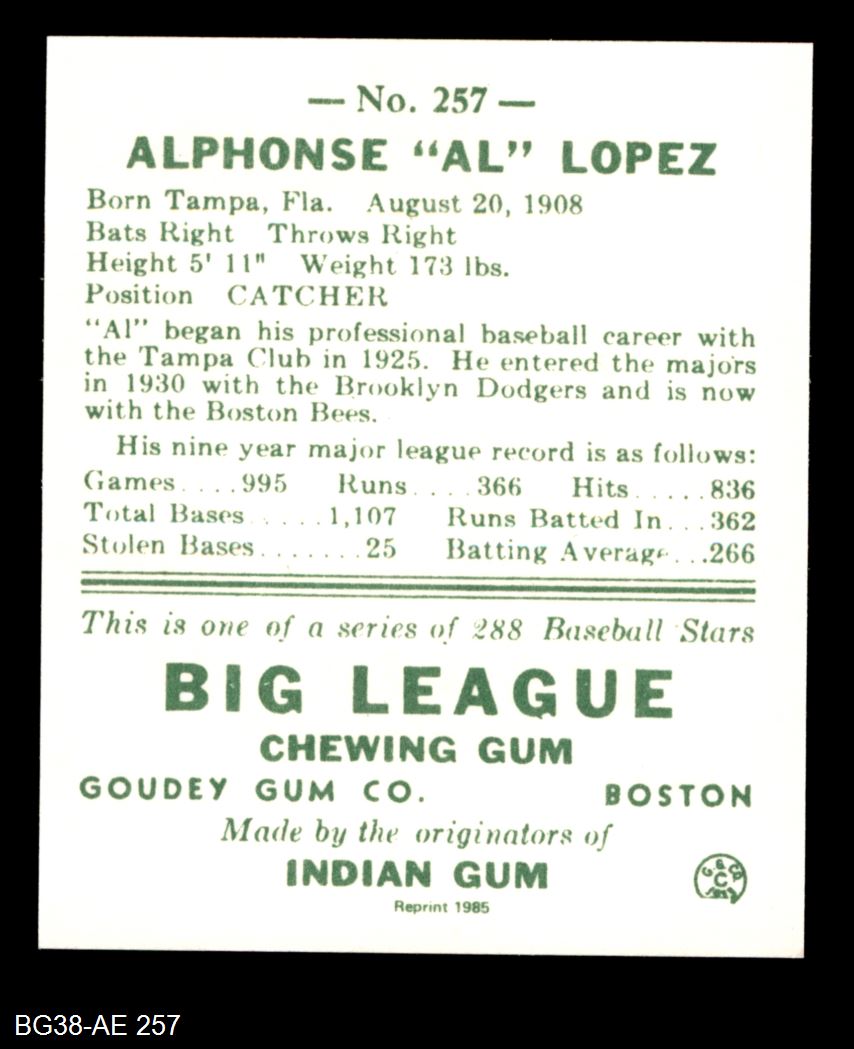 — No. 257 —
ALPHONSE “AL” LOPEZ
Born Tampa, Fla. August 20, 1908
Bats Right Throws Right
Height 5' 11" Weight 173 lbs.
Position CATCHER
“Al” began his professional baseball career with
the Tampa Club in 1925. He entered the majors
in 1930 with the Brooklyn Dodgers and is now
with the Boston Bees.
His nine year major league record is as follows:
Games....995 Runs....366 Hits.....836
Total Bases.....1,107 Runs Batted In...362
Stolen Bases.......25 Batting Average...266
This is one of a series of 288 Baseball Stars
BIG LEAGUE
CHEWING GUM
GOUDEY GUM CO. BOSTON
Made by the originators of
INDIAN GUM
Reprint 1985
BG38-AE 257